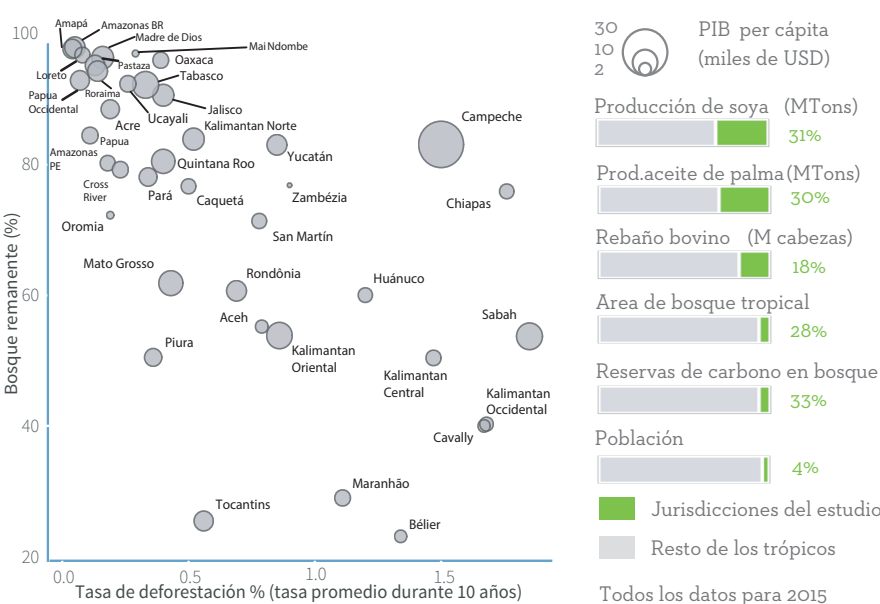 100
80
60
40
20
Bosque remanente (%)
Amapá
Amazonas BR
Madre de Dios
Mai Ndombe
Oaxaca
Pastaza
Loreto
Tabasco
Papua
Occidental
Roraima
Ucayali
Jalisco
Acre
Kalimantan Norte
Campeche
Papua
Amazonas
PE
Quintana Roo
Yucatán
Cross
River
Pará
Caquetá
Zambézia
Chiapas
Oromia
San Martín
Mato Grosso
Rondônia
Huánuco
Aceh
Sabah
Piura
Kalimantan
Oriental
Kalimantan
Central
Kalimantan
Occidental
Cavally
Maranhão
Tocantins
Bélier
0.0
0.5
1.0
1.5
Tasa de deforestación % (tasa promedio durante 10 años)
30
10
2
PIB per cápita
(miles de USD)
Producción de soya (MTons)
31%
Prod.aceite de palma(MTons)
30%
Rebaño bovino (M cabezas)
18%
Area de bosque tropical
28%
Reservas de carbono en bosque
33%
Población
4%
Jurisdicciones del estudio
Resto de los trópicos
Todos los datos para 2015